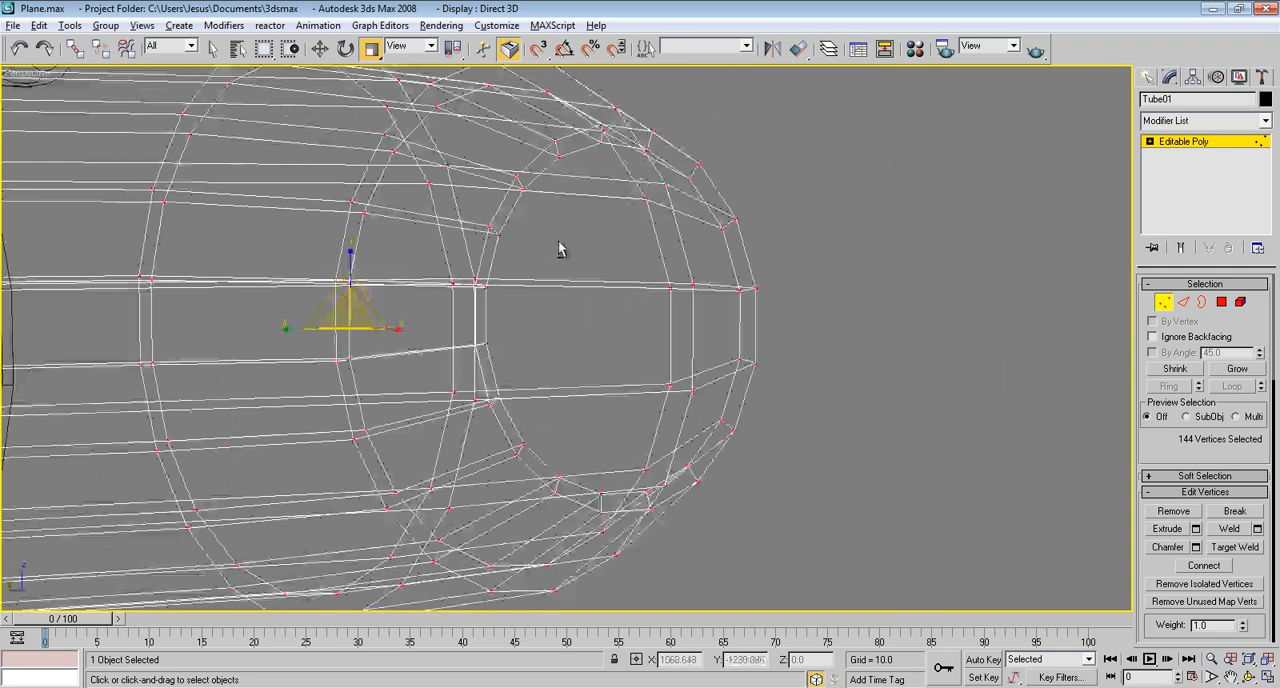 Plane.max - Project Folder: C:\Users\Jesus\Documents\3dsmax - Autodesk 3ds Max 2008 - Display : Direct 3D
File Edit Tools Group Views Create Modifiers reactor Animation Graph Editors Rendering Customize MAXScript Help
All View View
Perspective
Tube01
Modifier List
Editable Poly
Selection
By Vertex
Ignore Backfacing
By Angle: 45.0
Shrink Grow
Ring Loop
Preview Selection
Off SubObj Multi
144 Vertices Selected
Soft Selection
Edit Vertices
Remove Break
Extrude Weld
Chamfer Target Weld
Connect
Remove Isolated Vertices
Remove Unused Map Verts
Weight: 1.0
z
0 / 100
0 5 10 15 20 25 30 35 40 45 50 55 60 65 70 75 80 85 90 95 100
1 Object Selected X: Y: Z: 0.0 Grid = 10.0 Auto Key Selected
Click or click-and-drag to select objects Add Time Tag Set Key Key Filters... 0